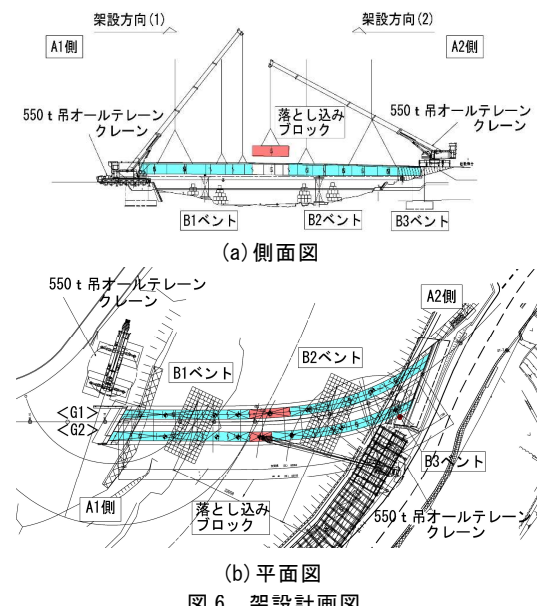 架設方向(1)
架設方向(2)
A1側
A2側
550ｔ吊オールテレーン
クレーン
落とし込み
ブロック
550ｔ吊オールテレーン
クレーン
B1ベント
B2ベント
B3ベント
(a)側面図
550ｔ吊オールテレーン
クレーン
A2側
B1ベント
B2ベント
<G1>
<G2>
B3ベント
A1側
落とし込み
ブロック
550ｔ吊オールテレーン
クレーン
(b)平面図
図6 架設計画図